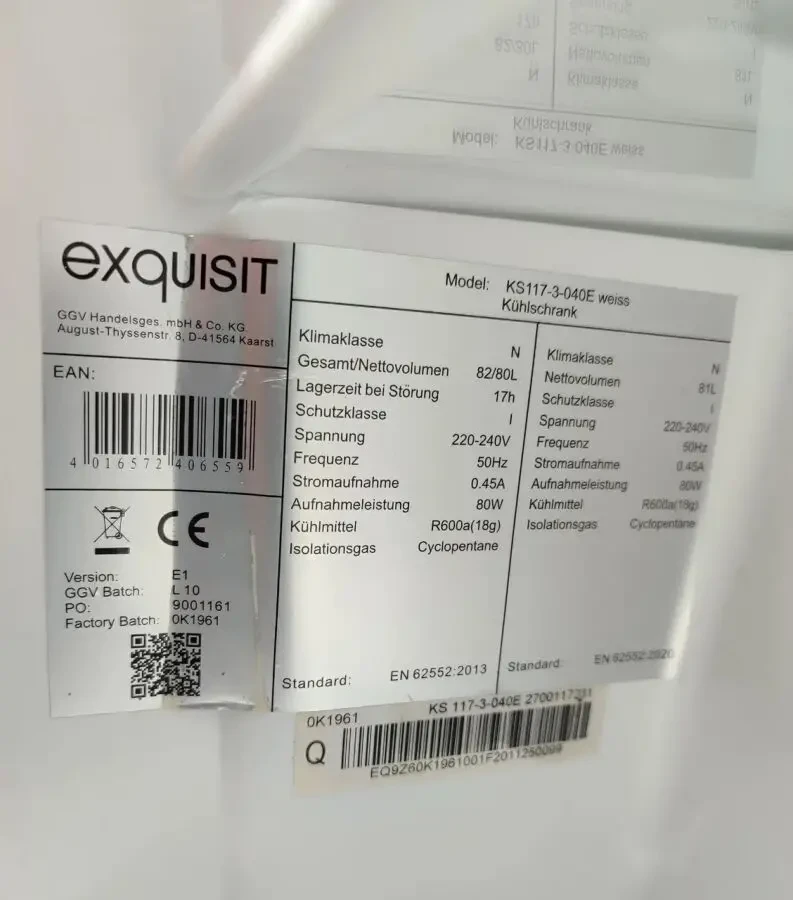 exquisit
GGV Handelsges. mbH & Co. KG
August-Thyssenstr. 8, D-41564 Kaarst
EAN:
4 016572 406559
CE
Version: E1
GGV Batch: L 10
PO: 9001161
Factory Batch: 0K1961
Model: KS117-3-040E weiss
Kühlschrank
Klimaklasse N
Gesamt/Nettovolumen 82/80L
Lagerzeit bei Störung 17h
Schutzklasse I
Spannung 220-240V
Frequenz 50Hz
Stromaufnahme 0.45A
Aufnahmeleistung 80W
Kühlmittel R600a(18g)
Isolationsgas Cyclopentane
Standard: EN 62552:2013
Klimaklasse N
Nettovolumen 81L
Schutzklasse I
Spannung 220-240V
Frequenz 50Hz
Stromaufnahme 0.45A
Aufnahmeleistung 80W
Kühlmittel R600a(18g)
Isolationsgas Cyclopentane
Standard: EN 62552:2020
0K1961 KS 117-3-040E
Q
EQ9Z60K1961001F2011250099